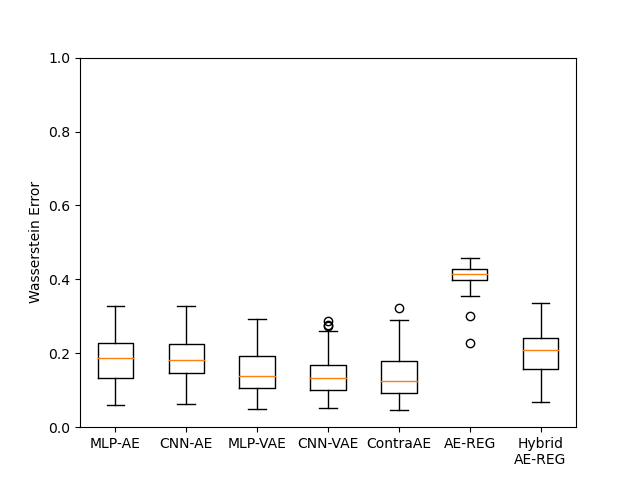 1.0
0.8
0.6
0.4
0.2
0.0
Wasserstein Error
MLP-AE CNN-AE MLP-VAE CNN-VAE ContraAE AE-REG Hybrid
AE-REG